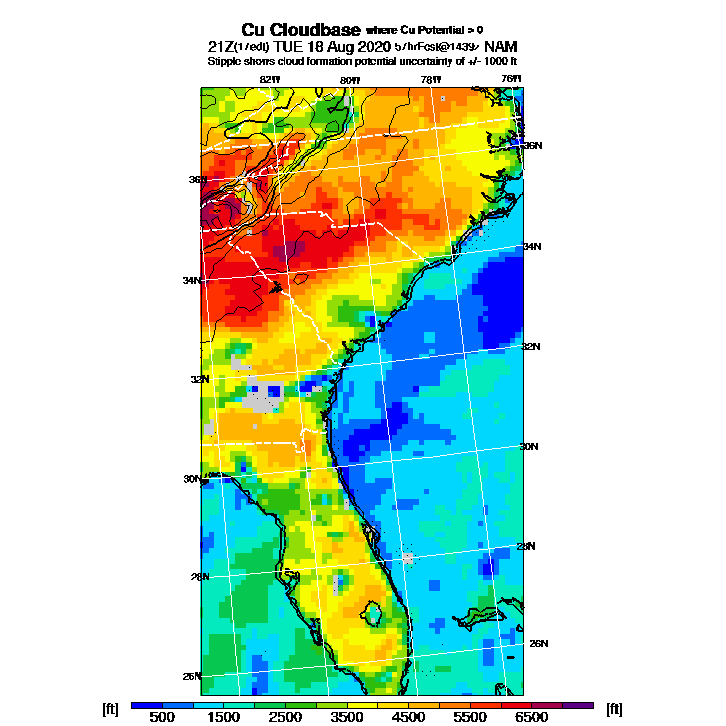 Cu Cloudbase where Cu Potential > 0
21Z(17edt) TUE 18 Aug 2020 57hrFcst@1439z NAM
Stipple shows cloud formation potential uncertainty of +/- 1000 ft
82W 80W 78W 76W
36N
36N
34N
34N
32N
32N
30N
30N
28N
28N
26N
26N
[ft] 500 1500 2500 3500 4500 5500 6500 [ft]